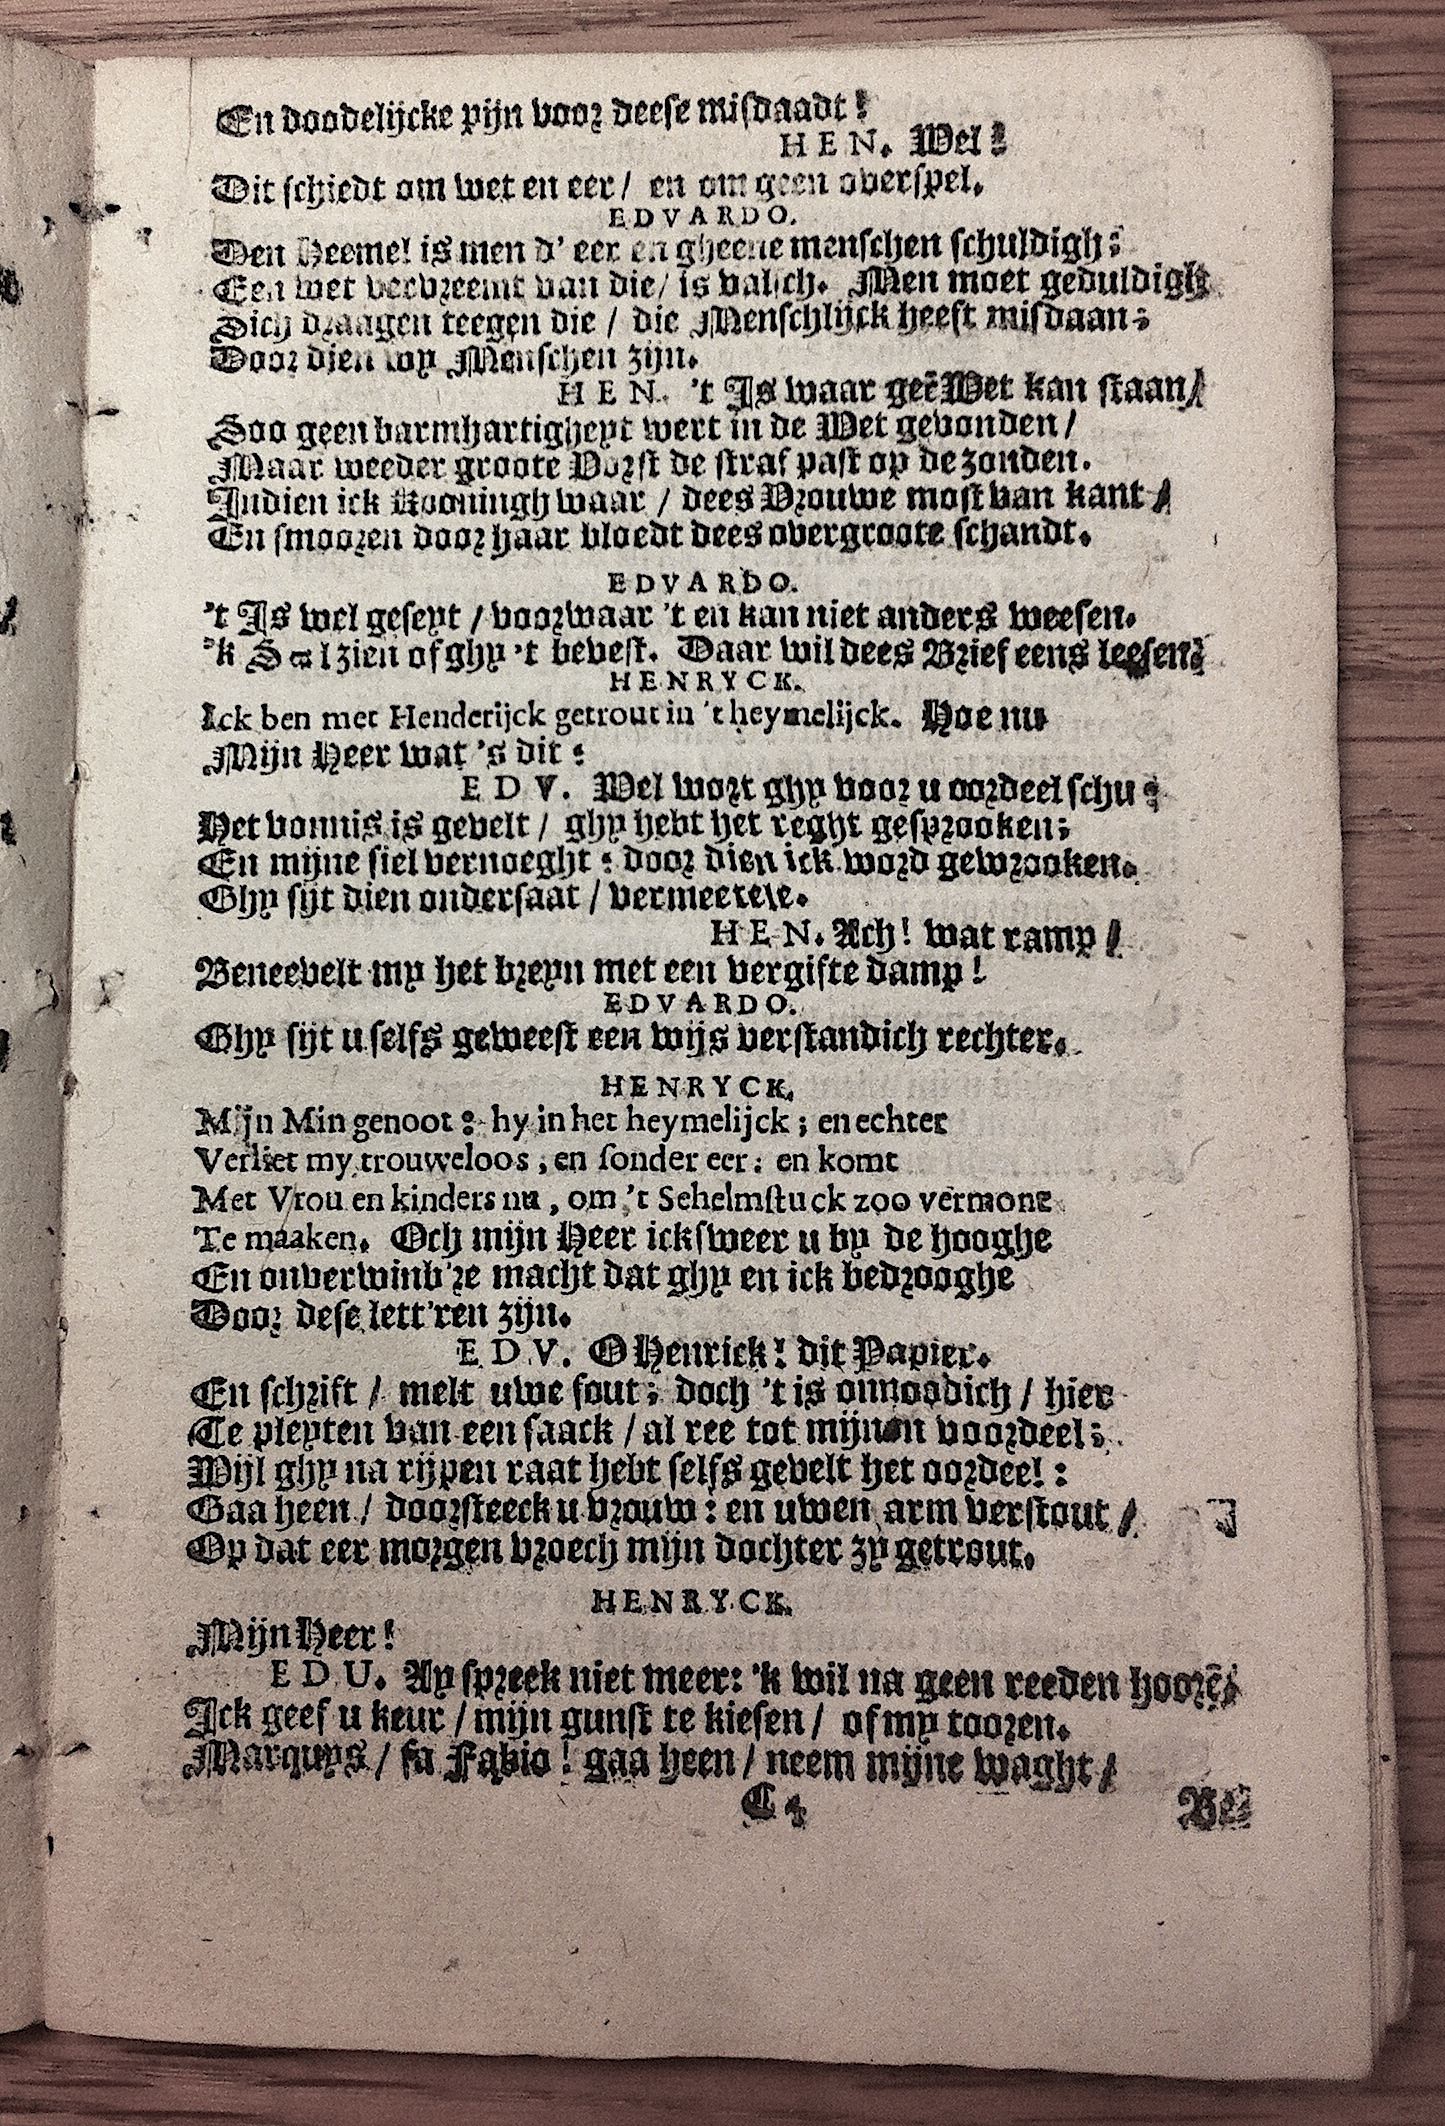 En doodelijcke pijn voor deese misdaadt!
HEN. Wel!
Dit schiedt om wet en eer / en om geen overspel.
EDVARDO.
Den Heemel is men d' eer en gheene menschen schuldigh;
Een wet vervreemt van die / is valsch. Men moet geduldigh
Sich draagen teegen die / die Menschlijck heeft misdaan;
Door dien wy Menschen zijn.
HEN. 't Is waar geē Wet kan staan /
Soo geen barmhartigheyt wert in de Wet gevonden /
Maar weeder groote Vorst de straf past op de zonden.
Indien ick Kooningh waar / dees Vrouwe most van kant /
En smooren door haar bloedt dees overgroote schandt.
EDVARDO.
't Is wel geseyt / voorwaar 't en kan niet anders weesen.
'k Sal zien of ghy 't bevest. Daar wil dees Brief eens leesen?
HENRYCK.
Ick ben met Henderijck getrout in 't heymelijck. Hoe nu
Mijn Heer wat 's dit?
EDV. Wel wort ghy voor u oordeel schu?
Het vonnis is gevelt / ghy hebt het reght gesprooken;
En mijne siel vernoeght: door dien ick word gewrooken.
Ghy sijt dien ondersaat / vermeetele.
HEN. Ach! wat ramp /
Beneevelt my het breyn met een vergifte damp!
EDVARDO.
Ghy sijt u selfs geweest een wijs verstandich rechter.
HENRYCK.
Mijn Min genoot: hy in het heymelijck; en echter
Verliet my trouweloos, en sonder eer: en komt
Met Vrou en kinders nu, om 't Sehelmstuck zoo vermont
Te maaken. Och mijn Heer ick sweer u by de hooghe
En onverwinb're macht dat ghy en ick bedrooghe
Door dese lett'ren zijn.
EDV. O Henrick! dit Papier.
En schrift / melt uwe fout; doch 't is onnoodich / hier
Te pleyten van een saack / al ree tot mijnen voordeel;
Wijl ghy na rijpen raat hebt selfs gevelt het oordeel:
Gaa heen / doorsteeck u vrouw: en uwen arm verstout /
Op dat eer morgen vroech mijn dochter zy getrout.
HENRYCK.
Mijn Heer!
EDU. Ay spreek niet meer: 'k wil na geen reeden hoorē /
Ick geef u keur / mijn gunst te kiesen / of my tooren.
Marquys / sa Fabio! gaa heen / neem mijne waght /
C 4
Be